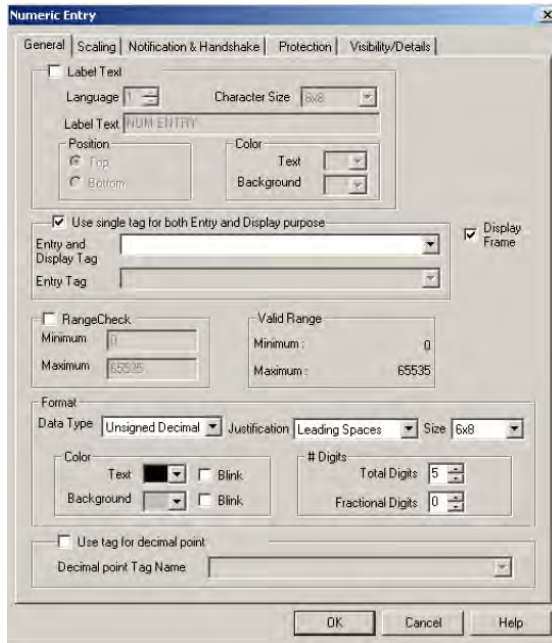 Numeric Entry
General Scaling Notification & Handshake Protection Visibility/Details
Label Text
Language 1 Character Size 6x8
Label Text NUM ENTRY
Position Color
Top Text
Bottom Background
Use single tag for both Entry and Display purpose
Display Frame
Entry and Display Tag
Entry Tag
RangeCheck Valid Range
Minimum 0 Minimum : 0
Maximum 65535 Maximum : 65535
Format
Data Type Unsigned Decimal Justification Leading Spaces Size 6x8
Color # Digits
Text Blink Total Digits 5
Background Blink Fractional Digits 0
Use tag for decimal point
Decimal point Tag Name
OK Cancel Help